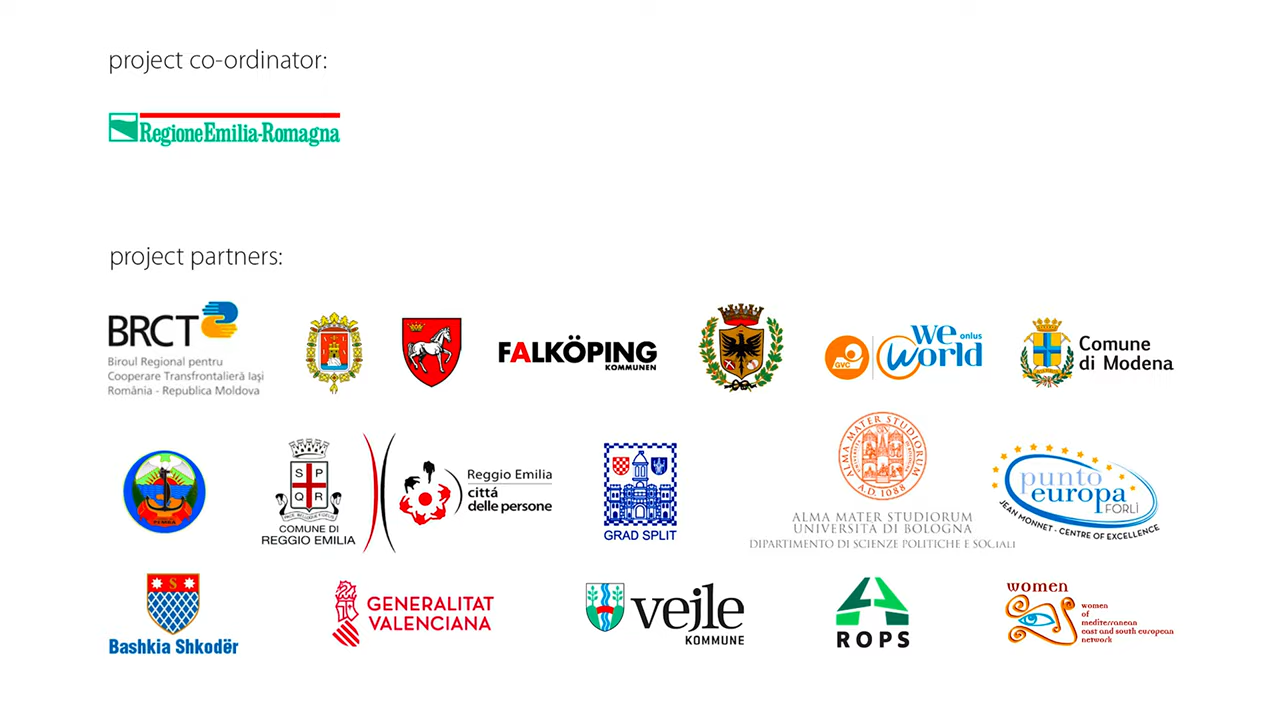 project co-ordinator:
RegioneEmilia-Romagna
project partners:
BRCT
Biroul Regional pentru
Cooperare Transfrontalieră Iași
România - Republica Moldova
FALKÖPING
KOMMUNEN
GVC
we onlus
world
Comune
di Modena
S P
Q R
COMUNE DI
REGGIO EMILIA
Reggio Emilia
cittá
delle persone
GRAD SPLIT
ALMA MATER STUDIORUM
A.D. 1088
ALMA MATER STUDIORUM
UNIVERSITA DI BOLOGNA
DIPARTIMENTO DI SCIENZE POLITICHE E SOCIALI
punto
europa
FORLÌ
JEAN MONNET - CENTRE OF EXCELLENCE
S
Bashkia Shkodër
GENERALITAT
VALENCIANA
vejle
KOMMUNE
ROPS
women
women
of
mediterranean
east and south european
network